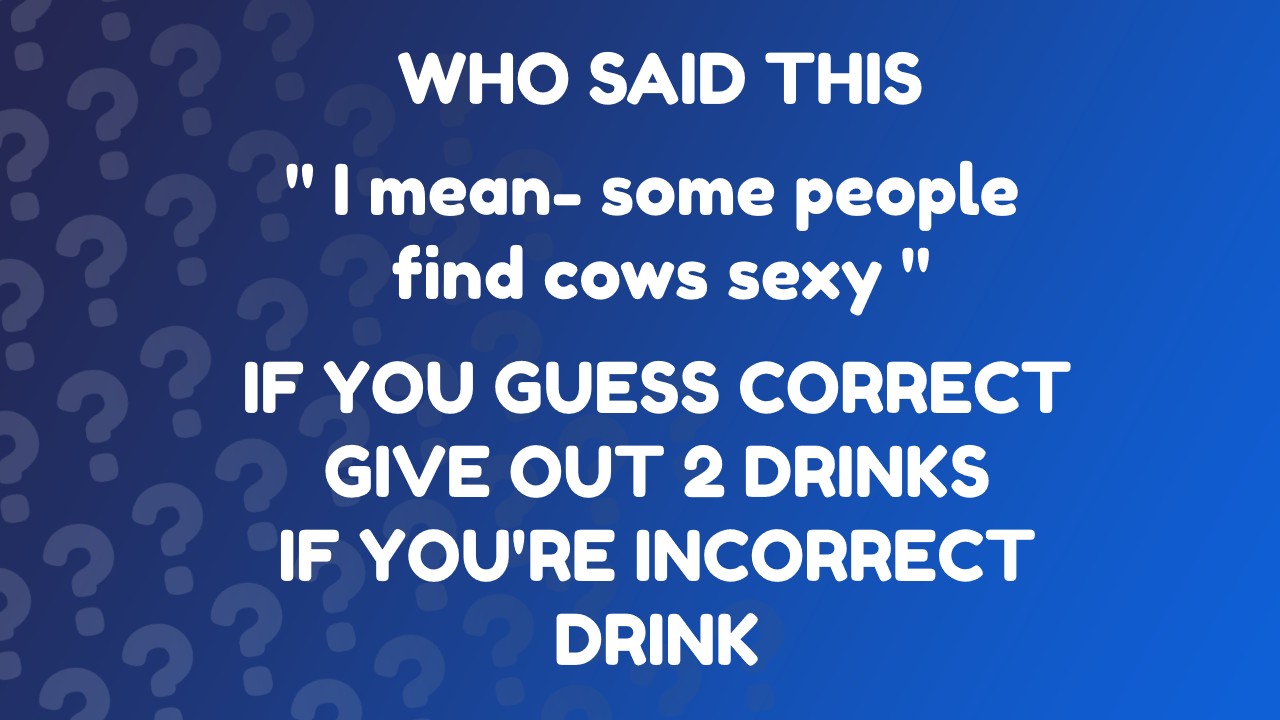 WHO SAID THIS
" I mean- some people
find cows sexy "
IF YOU GUESS CORRECT
GIVE OUT 2 DRINKS
IF YOU'RE INCORRECT
DRINK